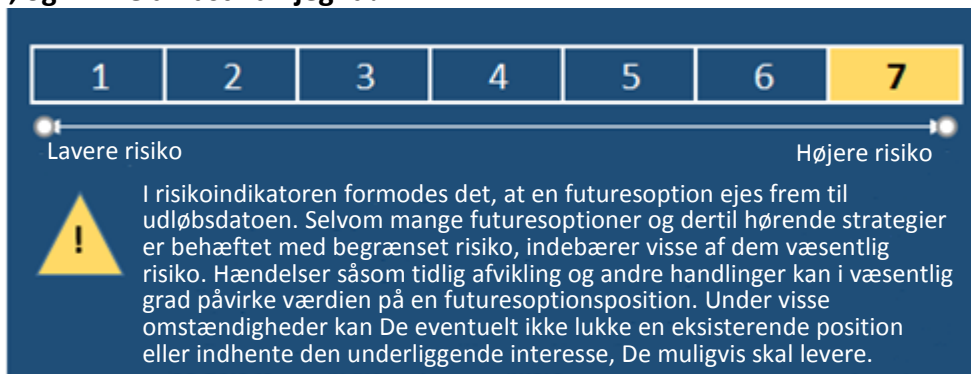 1 2 3 4 5 6 7
Lavere risiko Højere risiko
! I risikoindikatoren formodes det, at en futuresoption ejes frem til
udløbsdatoen. Selvom mange futuresoptioner og dertil hørende strategier
er behæftet med begrænset risiko, indebærer visse af dem væsentlig
risiko. Hændelser såsom tidlig afvikling og andre handlinger kan i væsentlig
grad påvirke værdien på en futuresoptionsposition. Under visse
omstændigheder kan De eventuelt ikke lukke en eksisterende position
eller indhente den underliggende interesse, De muligvis skal levere.